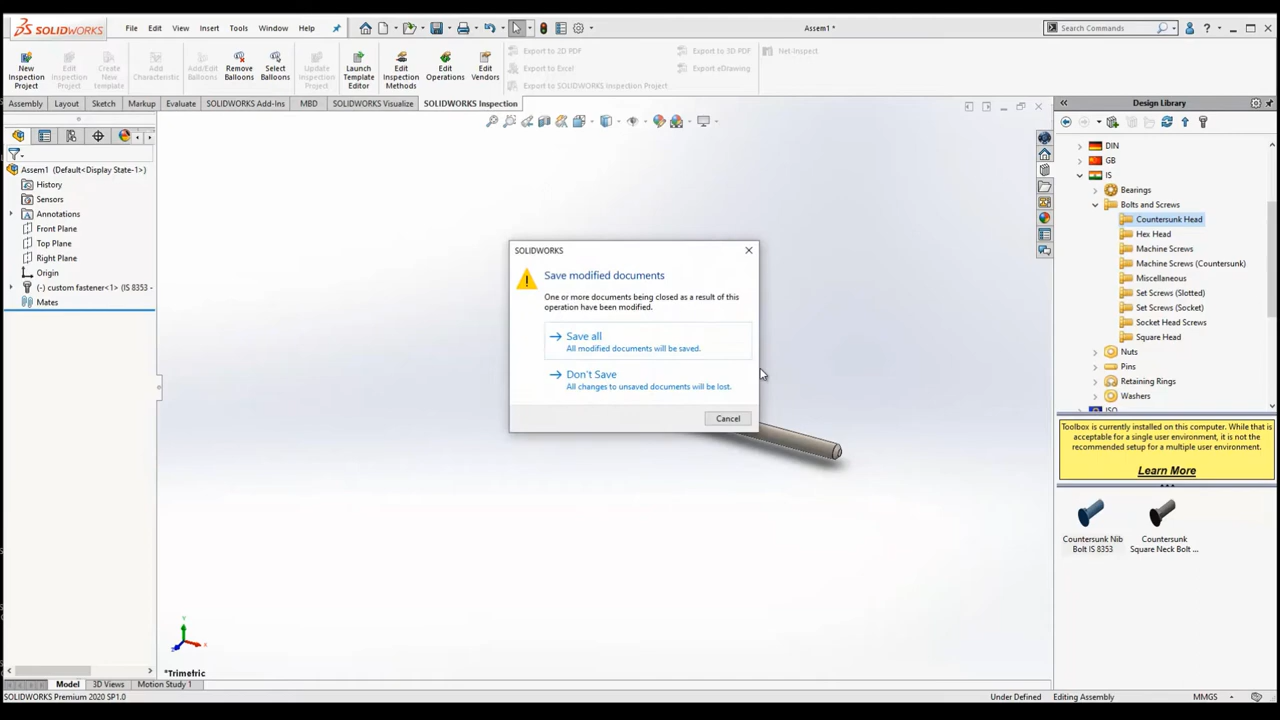 SOLIDWORKS
File Edit View Insert Tools Window
Assem1 *
Search Commands
New Inspection Project
Edit Inspection Project
Create New template
Add Characteristic
Add/Edit Balloons
Remove Balloons
Select Balloons
Update Inspection Project
Launch Template Editor
Edit Inspection Methods
Edit Operations
Edit Vendors
Export to 2D PDF
Export to Excel
Export to SOLIDWORKS Inspection Project
Export to 3D PDF
Export eDrawing
Net-Inspect
Assembly Layout Sketch Markup Evaluate SOLIDWORKS Add-Ins MBD SOLIDWORKS Visualize SOLIDWORKS Inspection
Assem1 (Default<Display State-1>)
History
Sensors
Annotations
Front Plane
Top Plane
Right Plane
Origin
(-) custom fastener<1> (IS 8353 -
Mates
SOLIDWORKS
Save modified documents
One or more documents being closed as a result of this
operation have been modified.
Save all
All modified documents will be saved.
Don't Save
All changes to unsaved documents will be lost.
Cancel
Design Library
DIN
GB
IS
Bearings
Bolts and Screws
Countersunk Head
Hex Head
Machine Screws
Machine Screws (Countersunk)
Miscellaneous
Set Screws (Slotted)
Set Screws (Socket)
Socket Head Screws
Square Head
Nuts
Pins
Retaining Rings
Washers
ISO
Toolbox is currently installed on this computer. While that is
acceptable for a single user environment, it is not the
recommended setup for a multiple user environment.
Learn More
Countersunk Nib
Bolt IS 8353
Countersunk
Square Neck Bolt ...
*Trimetric
Model 3D Views Motion Study 1
SOLIDWORKS Premium 2020 SP1.0
Under Defined Editing Assembly MMGS